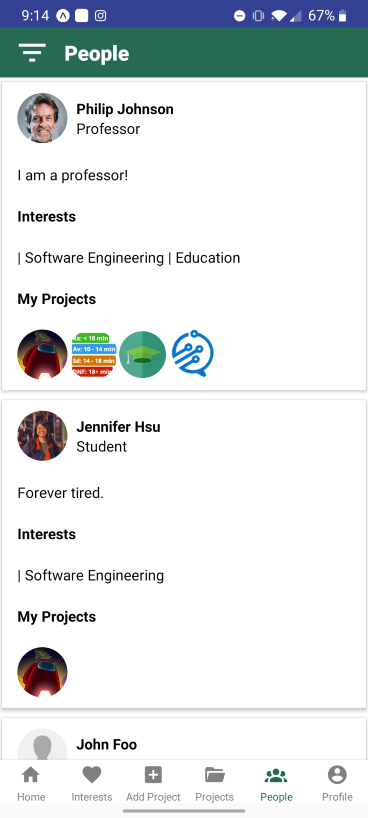 9:14
67%
People
Philip Johnson
Professor
I am a professor!
Interests
| Software Engineering | Education
My Projects
Rx: < 10 min
Av: 10 - 14 min
Sd: 14 - 18 min
DNF: 18+ min
Jennifer Hsu
Student
Forever tired.
Interests
| Software Engineering
My Projects
John Foo
Home
Interests
Add Project
Projects
People
Profile